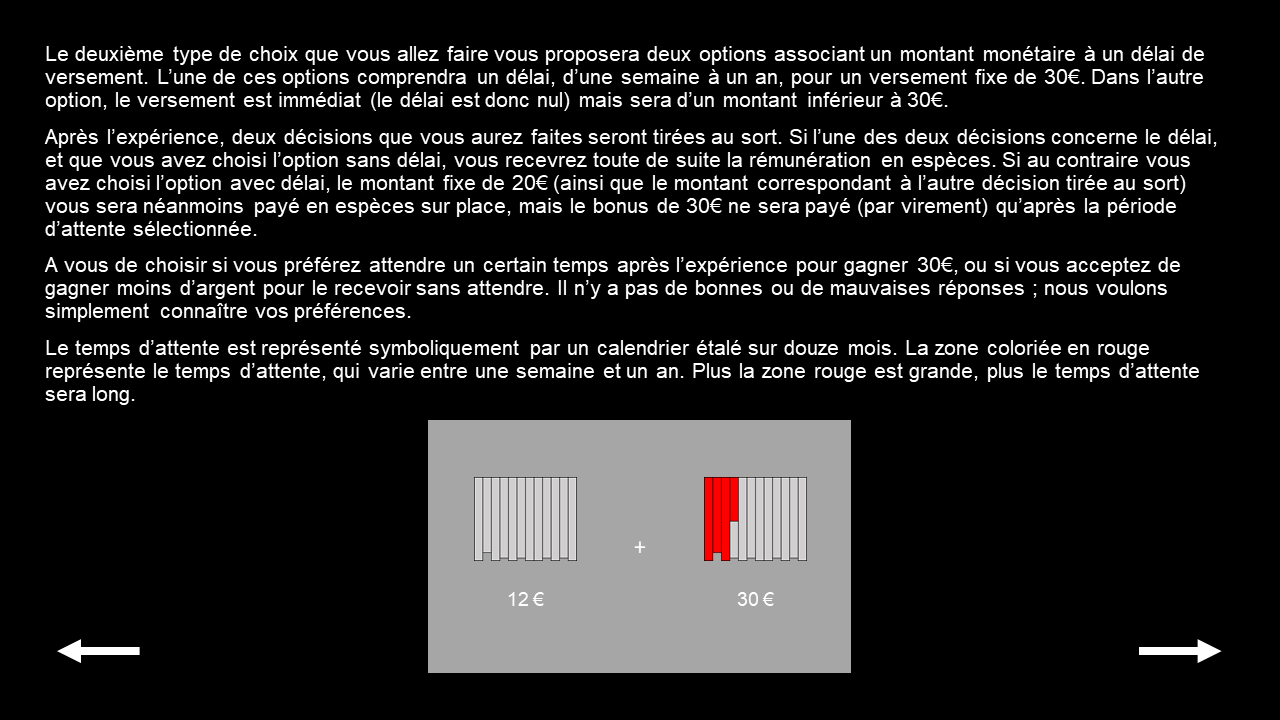 Le deuxième type de choix que vous allez faire vous proposera deux options associant un montant monétaire à un délai de
versement. L’une de ces options comprendra un délai, d’une semaine à un an, pour un versement fixe de 30€. Dans l’autre
option, le versement est immédiat (le délai est donc nul) mais sera d’un montant inférieur à 30€.
Après l’expérience, deux décisions que vous aurez faites seront tirées au sort. Si l’une des deux décisions concerne le délai,
et que vous avez choisi l’option sans délai, vous recevrez toute de suite la rémunération en espèces. Si au contraire vous
avez choisi l’option avec délai, le montant fixe de 20€ (ainsi que le montant correspondant à l’autre décision tirée au sort)
vous sera néanmoins payé en espèces sur place, mais le bonus de 30€ ne sera payé (par virement) qu’après la période
d’attente sélectionnée.
A vous de choisir si vous préférez attendre un certain temps après l’expérience pour gagner 30€, ou si vous acceptez de
gagner moins d’argent pour le recevoir sans attendre. Il n’y a pas de bonnes ou de mauvaises réponses ; nous voulons
simplement connaître vos préférences.
Le temps d’attente est représenté symboliquement par un calendrier étalé sur douze mois. La zone coloriée en rouge
représente le temps d’attente, qui varie entre une semaine et un an. Plus la zone rouge est grande, plus le temps d’attente
sera long.
+
12 € 30 €